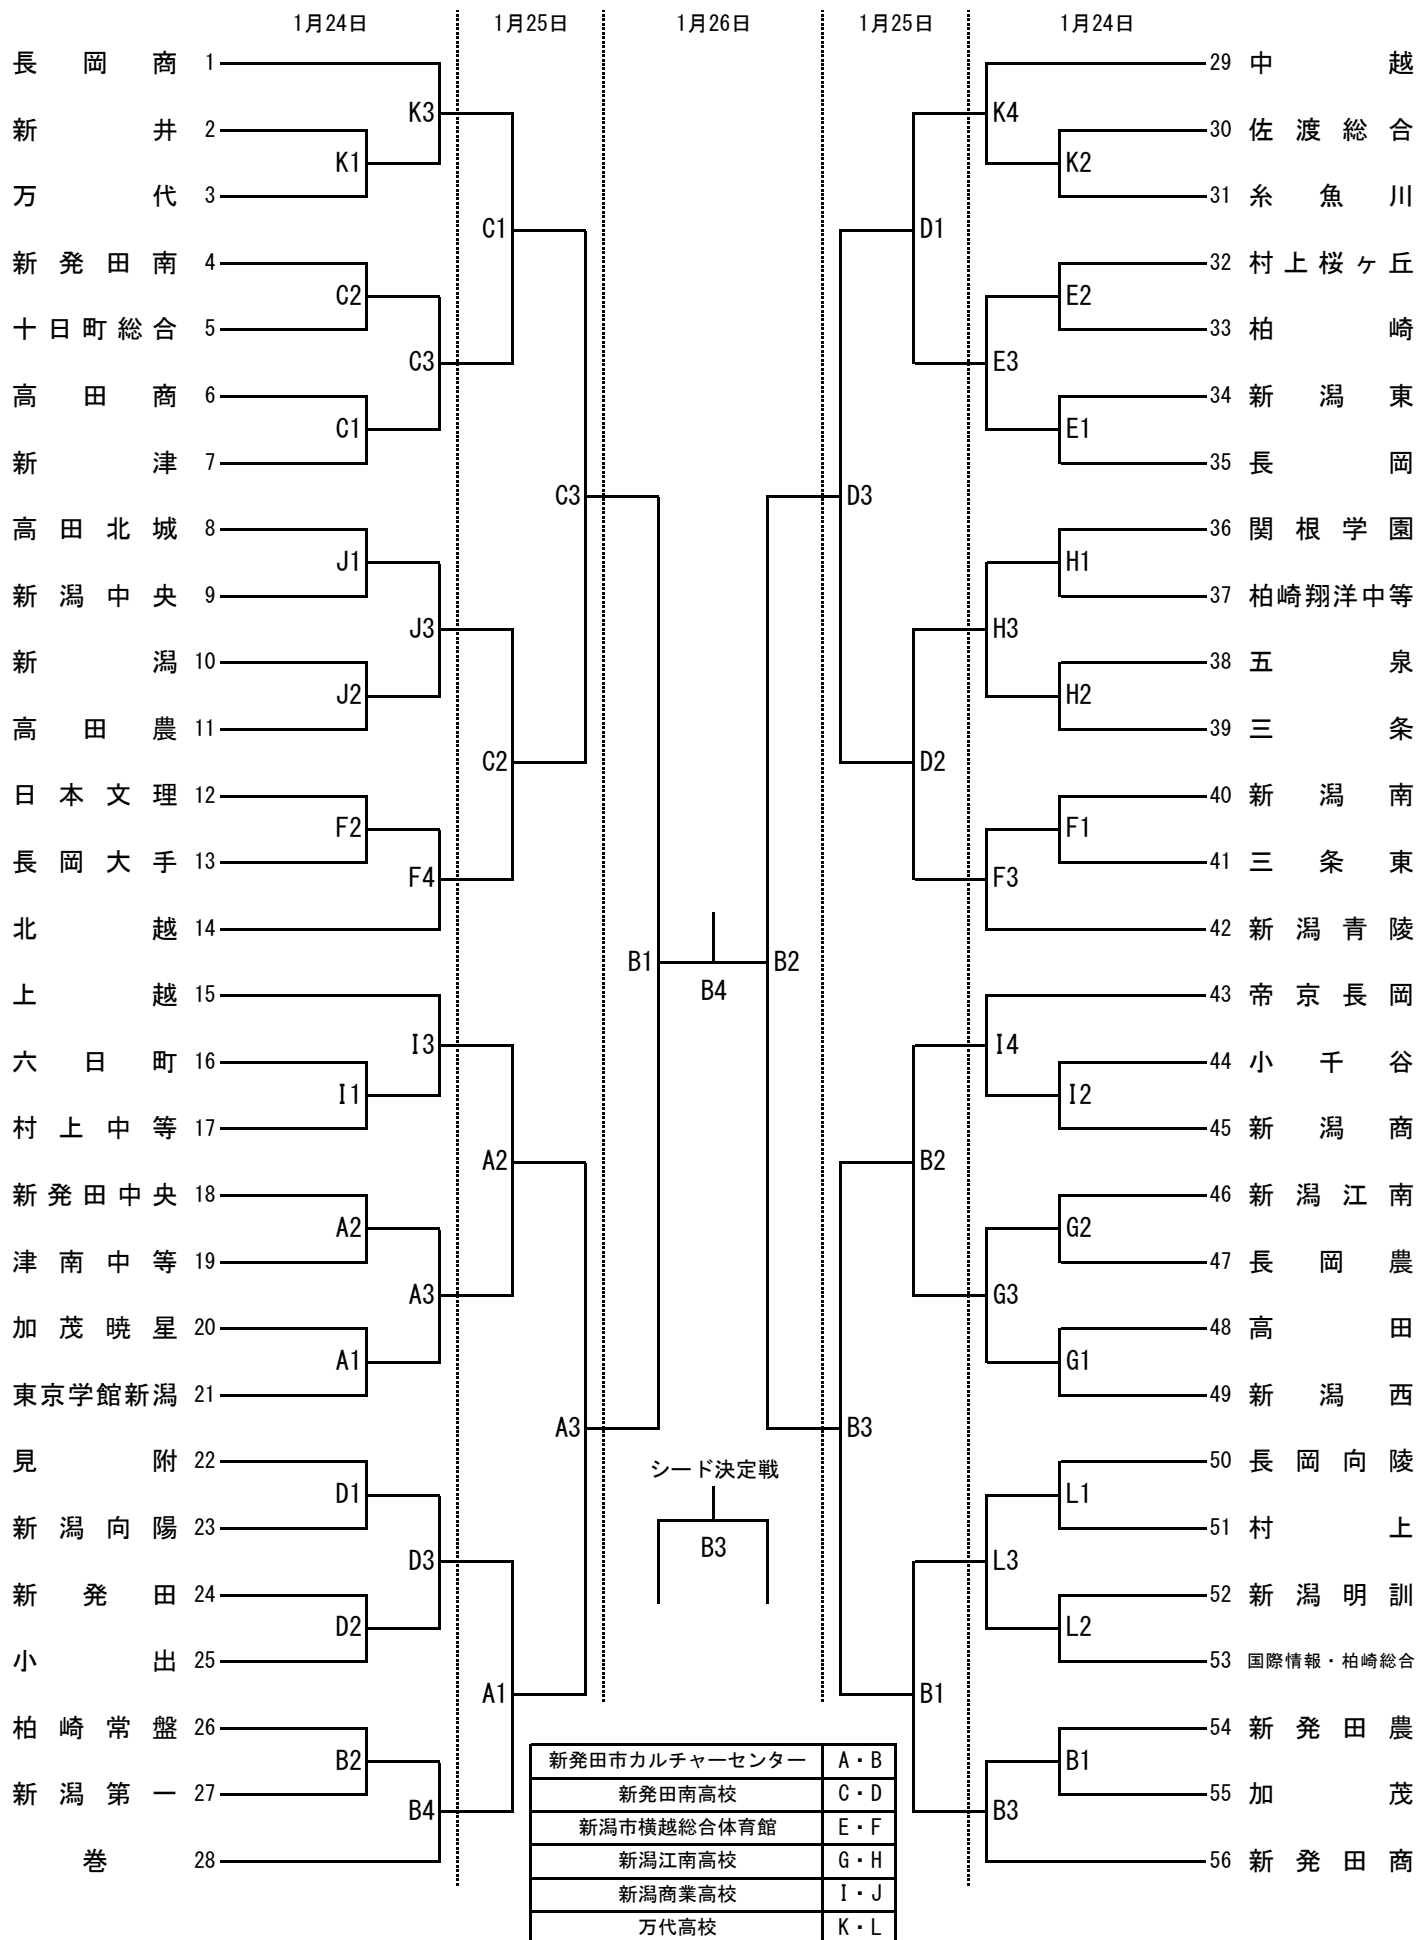 1月24日 1月25日 1月26日 1月25日 1月24日
長岡商 1
新井 2
万代 3
新発田南 4
十日町総合 5
高田商 6
新津 7
高田北城 8
新潟中央 9
新潟 10
高田農 11
日本文理 12
長岡大手 13
北越 14
上越 15
六日町 16
村上中等 17
新発田中央 18
津南中等 19
加茂暁星 20
東京学館新潟 21
見附 22
新潟向陽 23
新発田 24
小出 25
柏崎常盤 26
新潟第一 27
巻 28
K1
C2
C1
J1
J2
F2
I1
A2
A1
D1
D2
B2
K3
C3
J3
F4
I3
A3
D3
B4
C1
C2
A2
A1
C3
A3
B1
B4
B2
シード決定戦
B3
D3
B3
D1
D2
B2
B1
K4
E3
H3
F3
I4
G3
L3
B3
K2
E2
E1
H1
H2
F1
I2
G2
G1
L1
L2
B1
29 中越
30 佐渡総合
31 糸魚川
32 村上桜ヶ丘
33 柏崎
34 新潟東
35 長岡
36 関根学園
37 柏崎翔洋中等
38 五泉
39 三条
40 新潟南
41 三条東
42 新潟青陵
43 帝京長岡
44 小千谷
45 新潟商
46 新潟江南
47 長岡農
48 高田
49 新潟西
50 長岡向陵
51 村上
52 新潟明訓
53 国際情報・柏崎総合
54 新発田農
55 加茂
56 新発田商
新発田市カルチャーセンター A・B
新発田南高校 C・D
新潟市横越総合体育館 E・F
新潟江南高校 G・H
新潟商業高校 I・J
万代高校 K・L